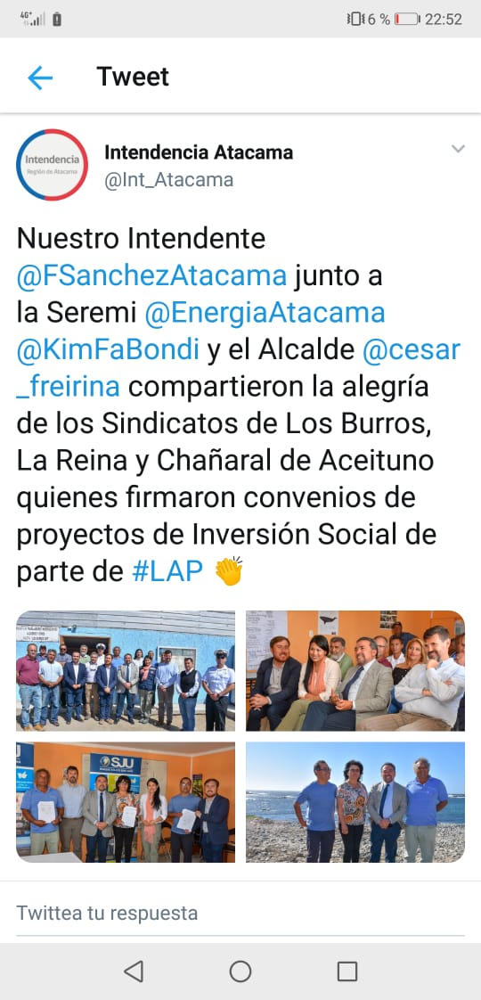 4G+
6 % 22:52
Tweet
Intendencia
Región de Atacama
Intendencia Atacama
@Int_Atacama
Nuestro Intendente
@FSanchezAtacama junto a
la Seremi @EnergiaAtacama
@KimFaBondi y el Alcalde @cesar
_freirina compartieron la alegría
de los Sindicatos de Los Burros,
La Reina y Chañaral de Aceituno
quienes firmaron convenios de
proyectos de Inversión Social de
parte de #LAP 👏
SJU
Twittea tu respuesta